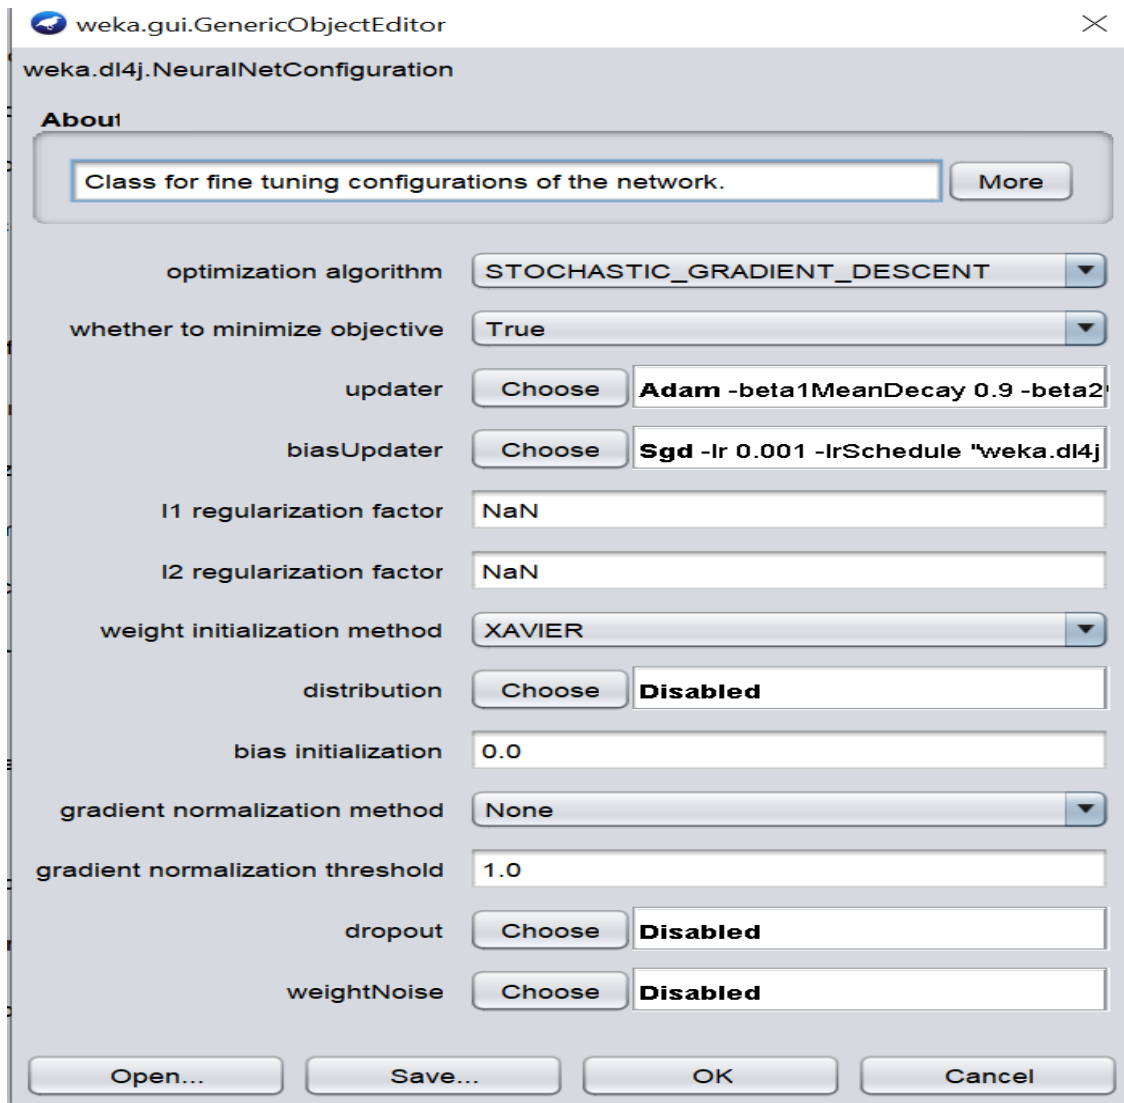 weka.gui.GenericObjectEditor
weka.dl4j.NeuralNetConfiguration
About
Class for fine tuning configurations of the network. More
optimization algorithm STOCHASTIC_GRADIENT_DESCENT
whether to minimize objective True
updater Choose Adam -beta1MeanDecay 0.9 -beta2
biasUpdater Choose Sgd -lr 0.001 -lrSchedule "weka.dl4j
l1 regularization factor NaN
l2 regularization factor NaN
weight initialization method XAVIER
distribution Choose Disabled
bias initialization 0.0
gradient normalization method None
gradient normalization threshold 1.0
dropout Choose Disabled
weightNoise Choose Disabled
Open... Save... OK Cancel